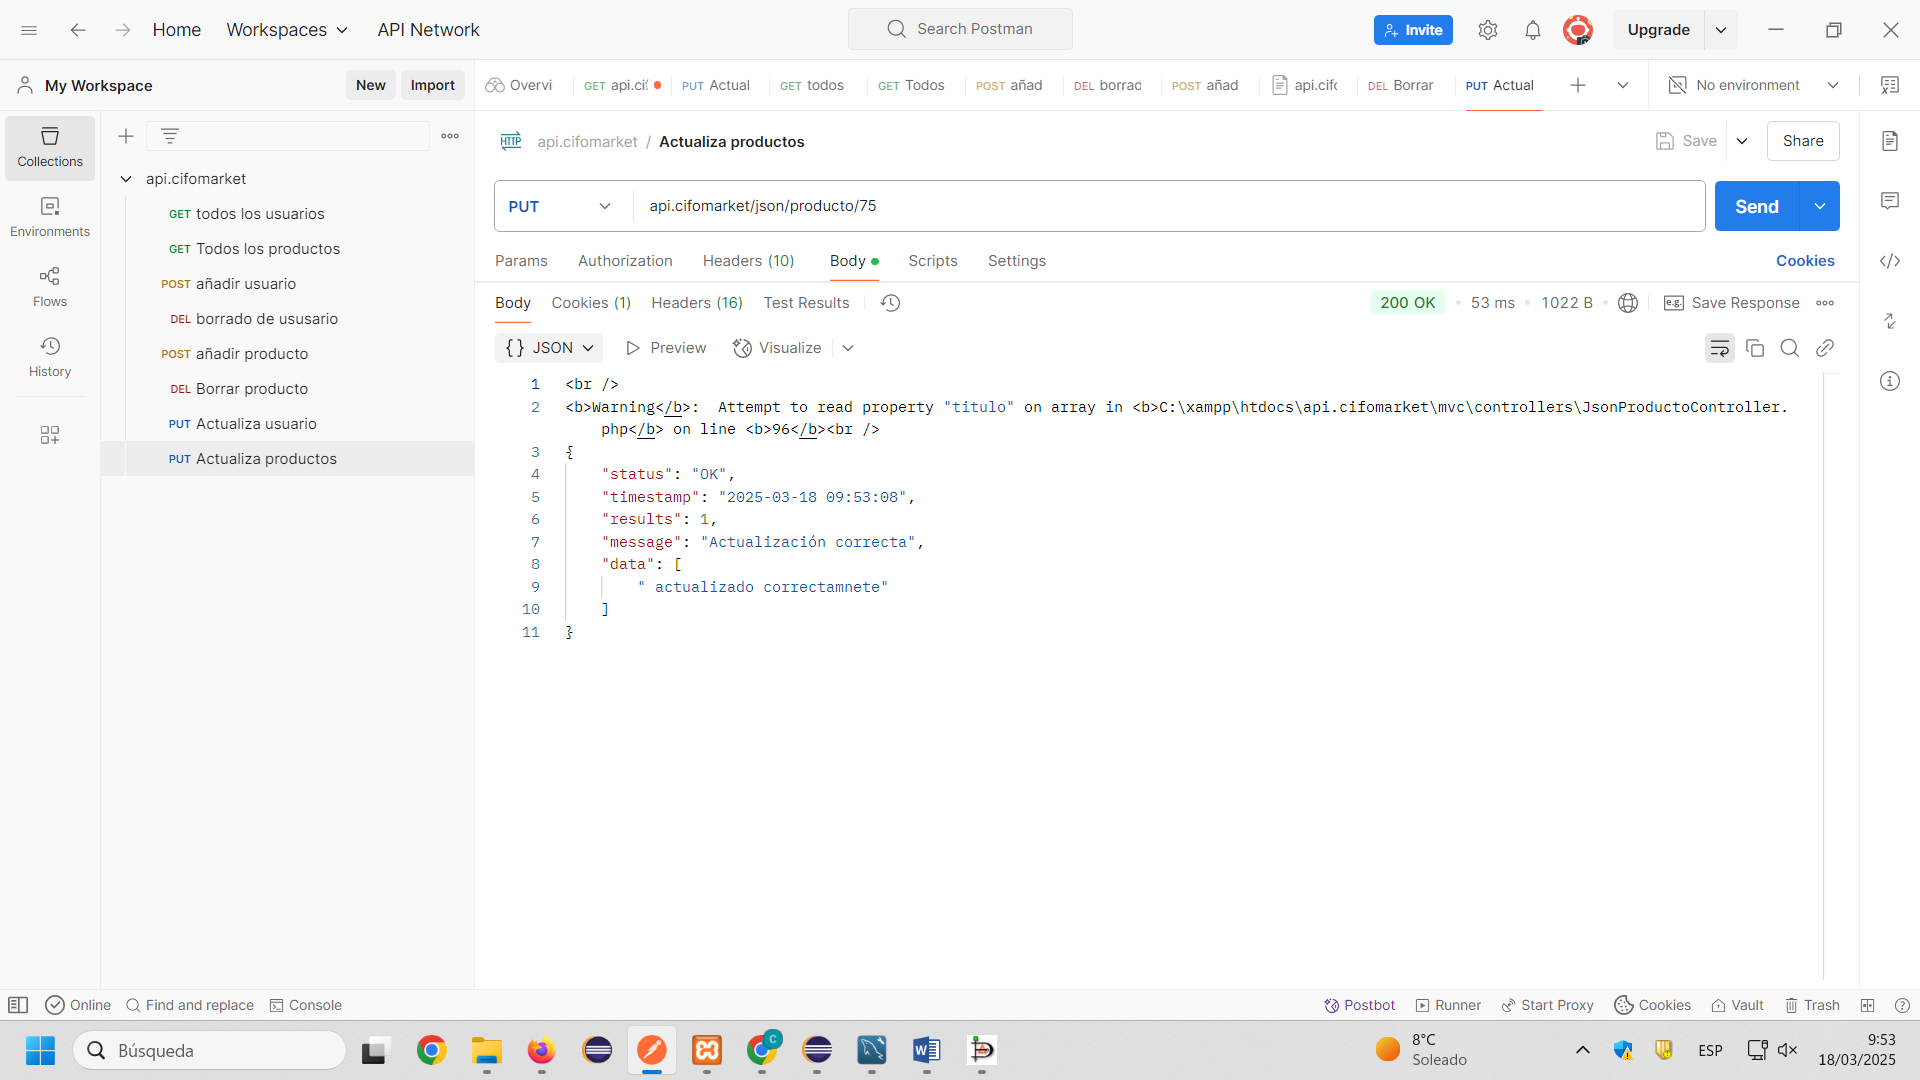 Home
Workspaces
API Network
Search Postman
Invite
Upgrade
My Workspace
New
Import
Overvi
GET api.cif
PUT Actual
GET todos
GET Todos
POST añad
DEL borrad
POST añad
api.cifo
DEL Borrar
PUT Actual
No environment
Collections
Environments
Flows
History
api.cifomarket
GET todos los usuarios
GET Todos los productos
POST añadir usuario
DEL borrado de ususario
POST añadir producto
DEL Borrar producto
PUT Actualiza usuario
PUT Actualiza productos
HTTP api.cifomarket / Actualiza productos
Save
Share
PUT
api.cifomarket/json/producto/75
Send
Params
Authorization
Headers (10)
Body
Scripts
Settings
Cookies
Body
Cookies (1)
Headers (16)
Test Results
200 OK
53 ms
1022 B
e.g. Save Response
{} JSON
Preview
Visualize
1 <br />
2 <b>Warning</b>:  Attempt to read property "titulo" on array in <b>C:\xampp\htdocs\api.cifomarket\mvc\controllers\JsonProductoController.
php</b> on line <b>96</b><br />
3 {
4 "status": "OK",
5 "timestamp": "2025-03-18 09:53:08",
6 "results": 1,
7 "message": "Actualización correcta",
8 "data": [
9 " actualizado correctamnete"
10 ]
11 }
Online
Find and replace
Console
Postbot
Runner
Start Proxy
Cookies
Vault
Trash
Búsqueda
C
8°C
Soleado
ESP
9:53
18/03/2025